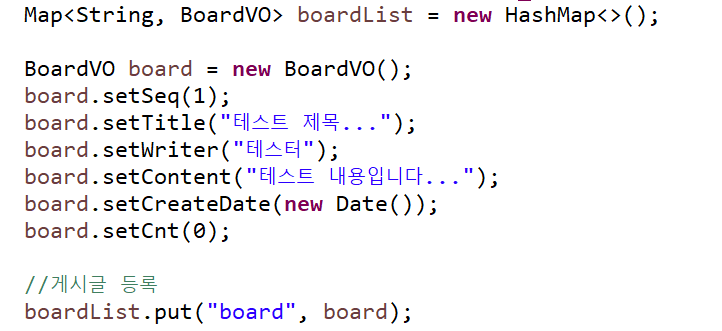 Map<String, BoardVO> boardList = new HashMap<>();
BoardVO board = new BoardVO();
board.setSeq(1);
board.setTitle("테스트 제목...");
board.setWriter("테스터");
board.setContent("테스트 내용입니다...");
board.setCreateDate(new Date());
board.setCnt(0);
//게시글 등록
boardList.put("board", board);